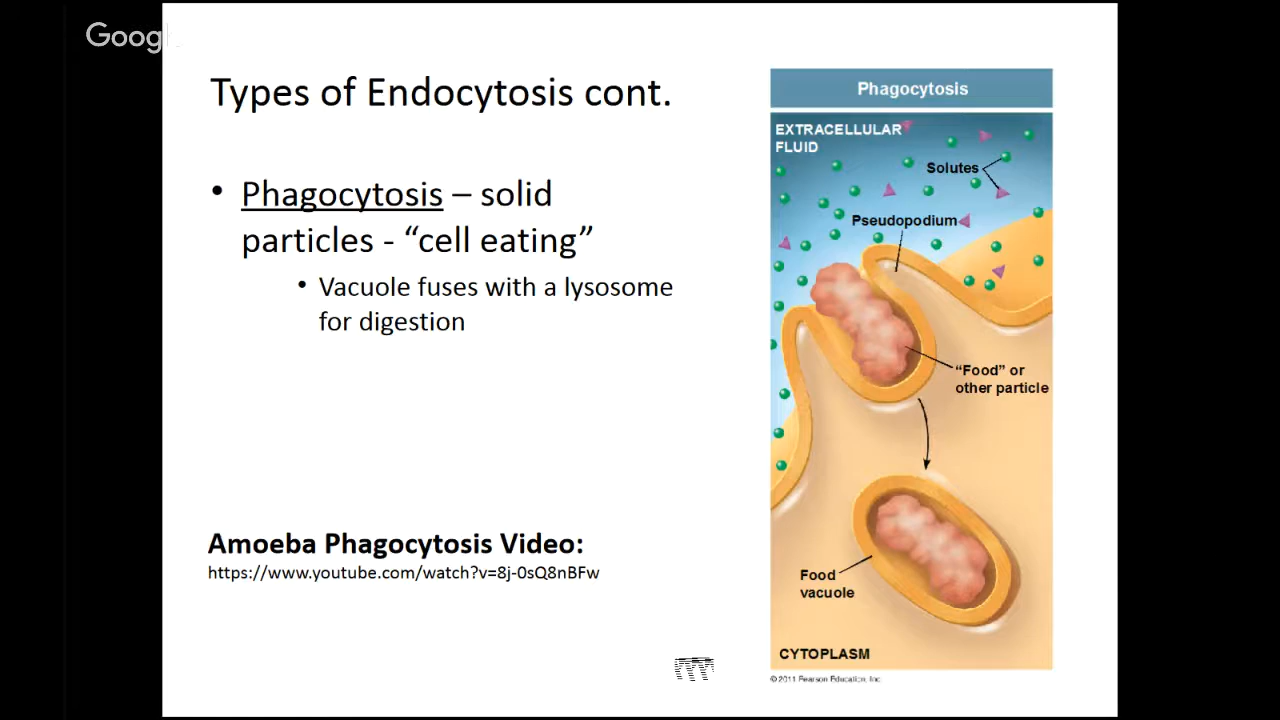 Google
Types of Endocytosis cont.
• Phagocytosis – solid
particles - “cell eating”
• Vacuole fuses with a lysosome
for digestion
Amoeba Phagocytosis Video:
https://www.youtube.com/watch?v=8j-0sQ8nBFw
Phagocytosis
EXTRACELLULAR
FLUID
Solutes
Pseudopodium
“Food” or
other particle
Food
vacuole
CYTOPLASM
© 2011 Pearson Education, Inc.